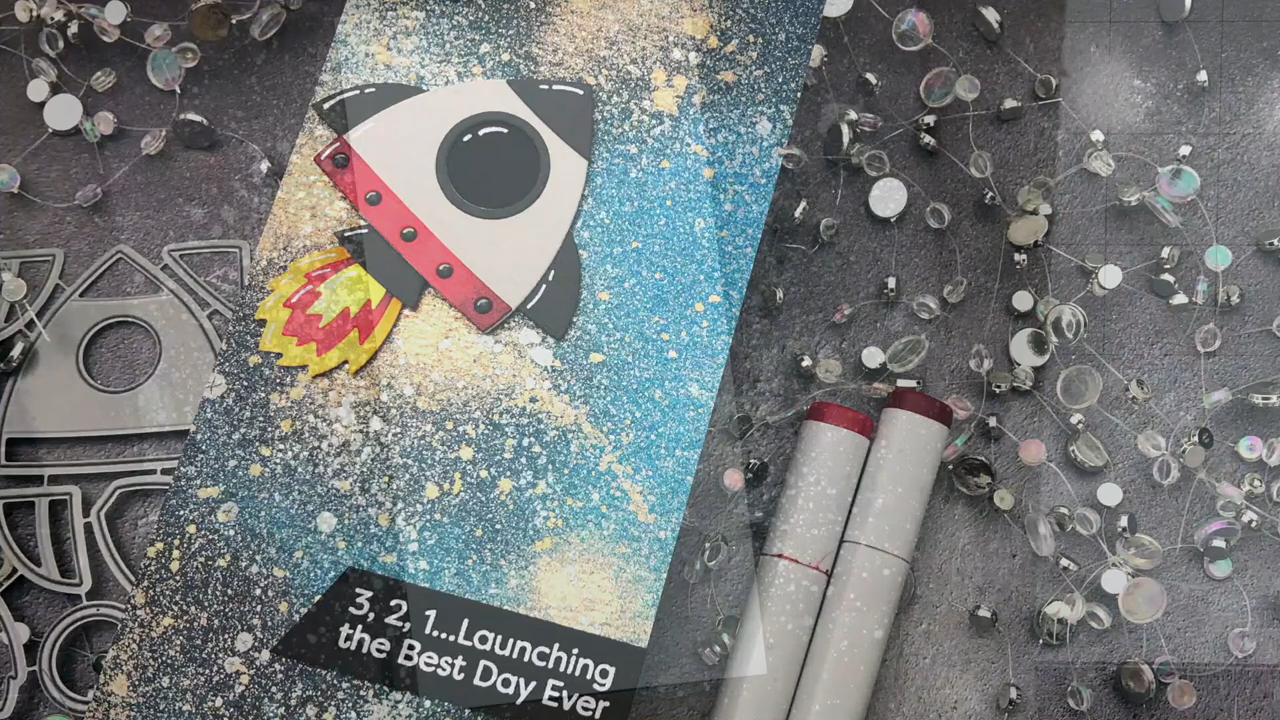 3, 2, 1...Launching
the Best Day Ever